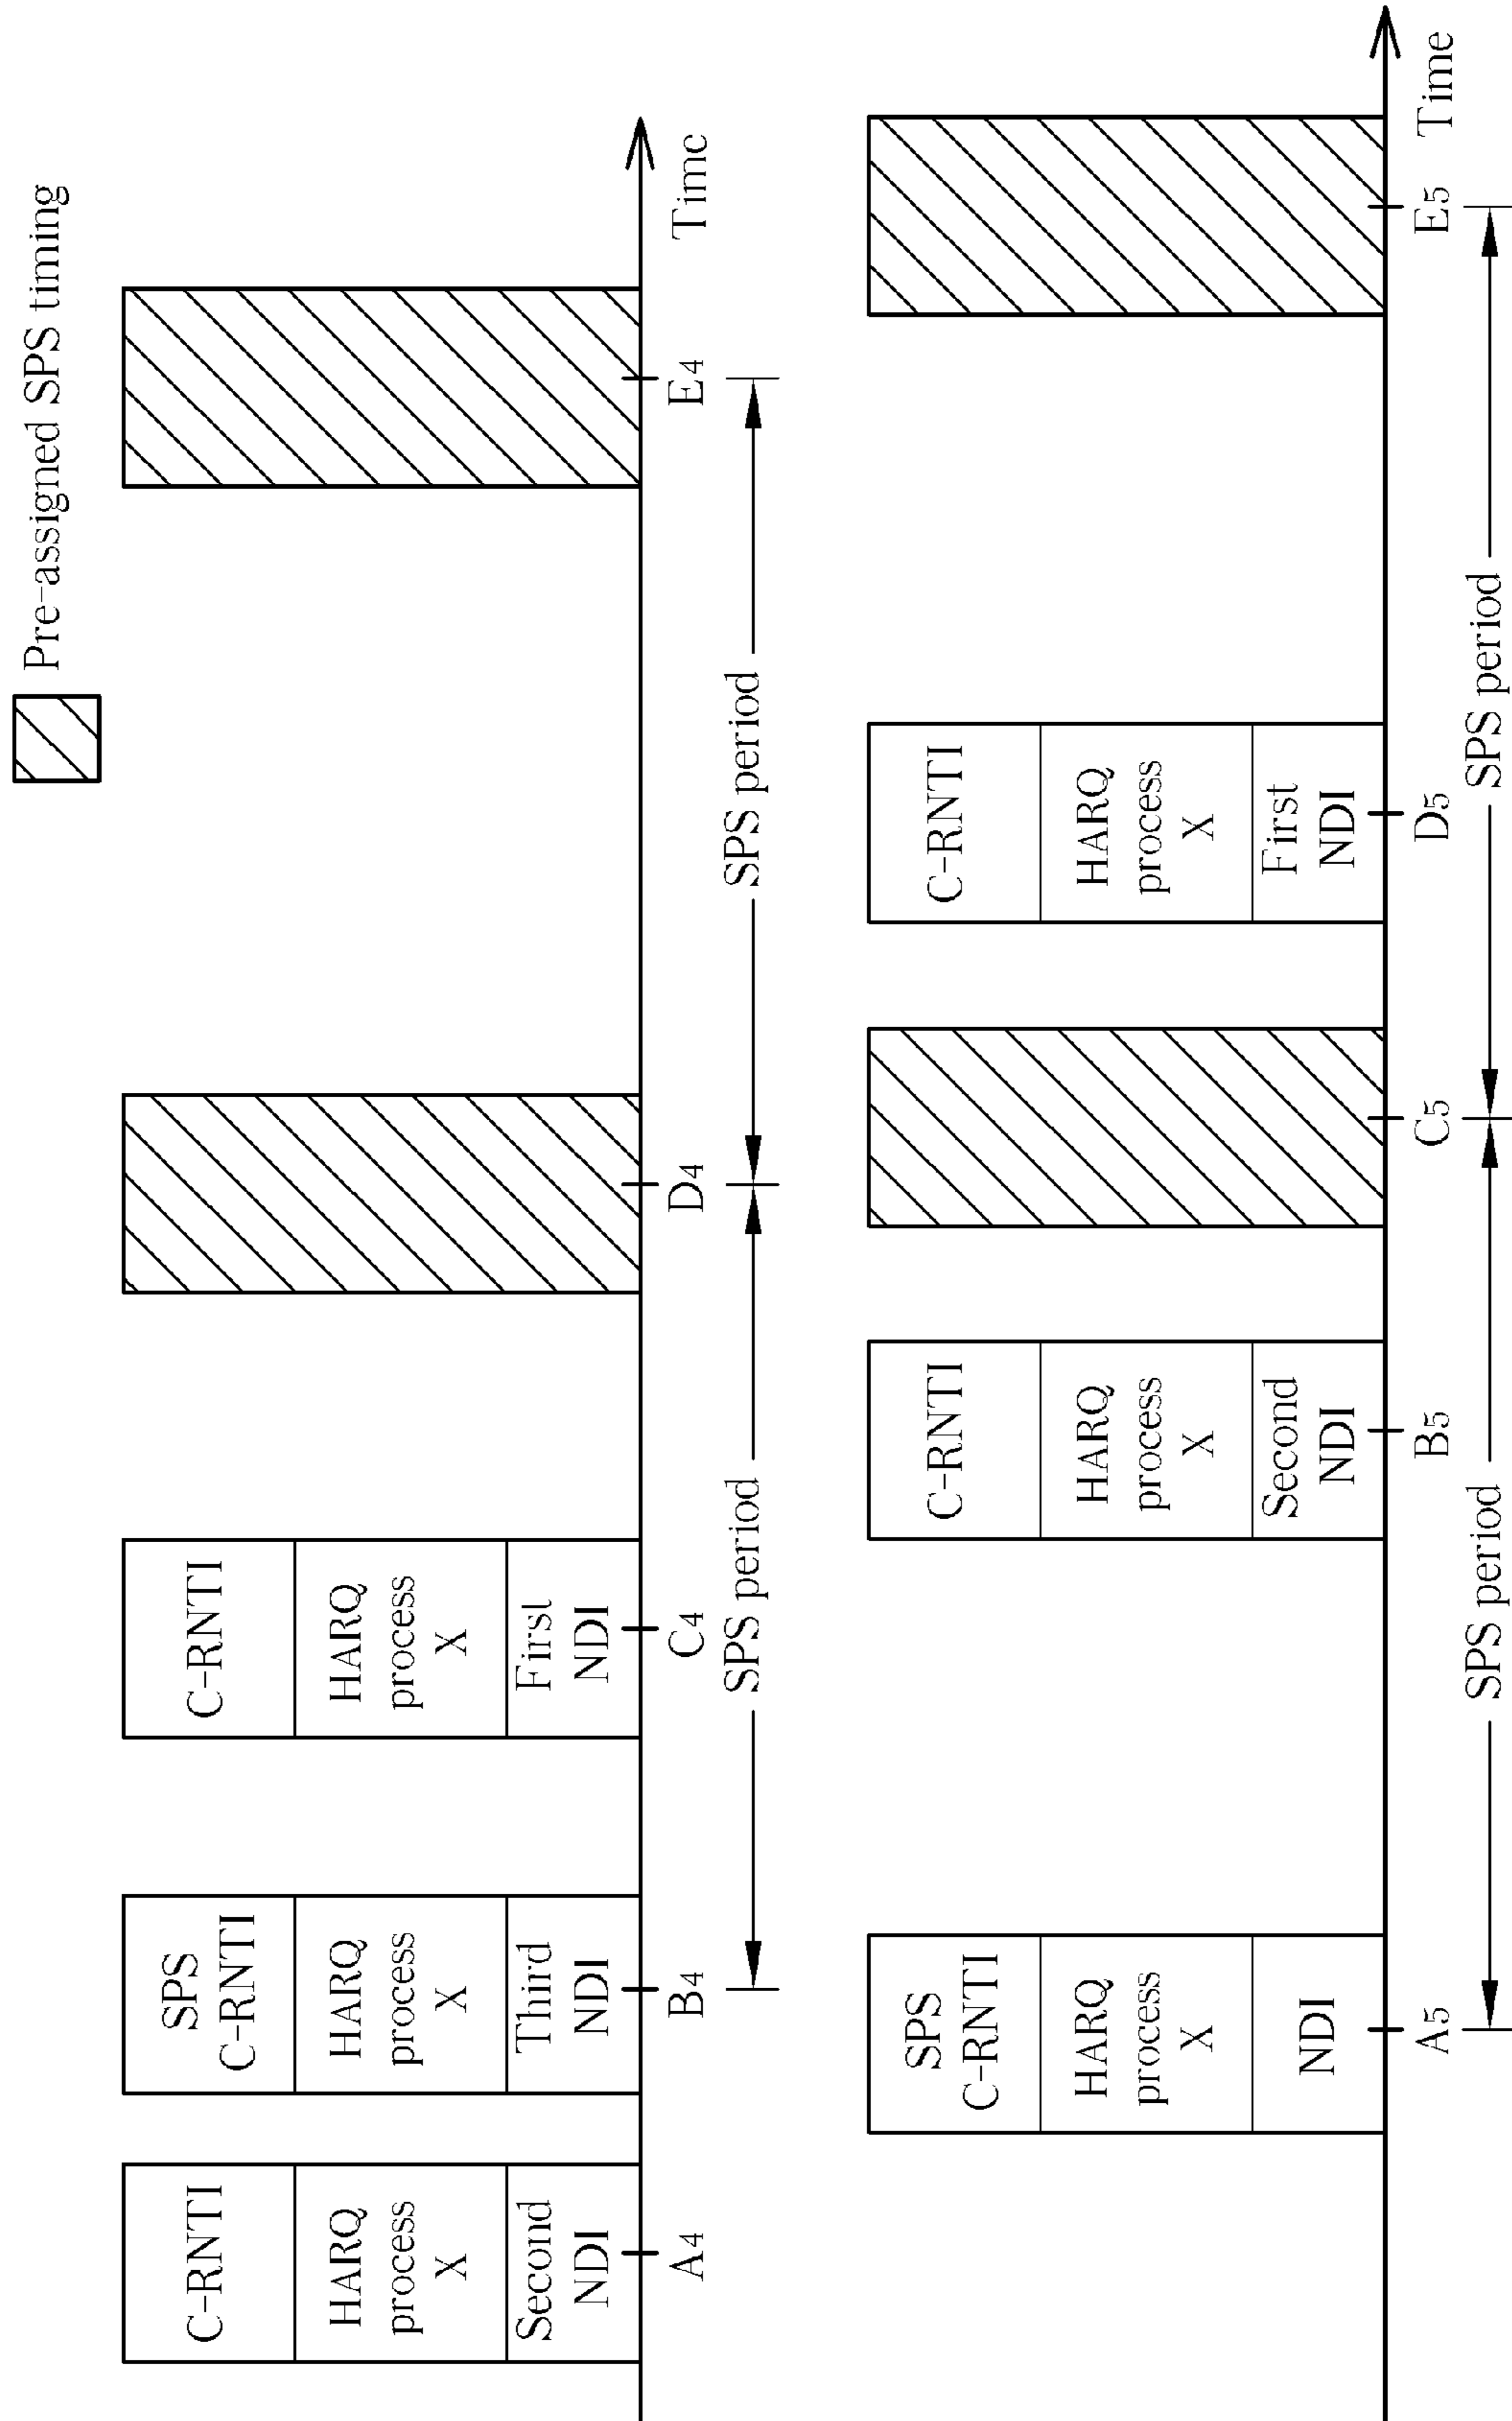 Pre-assigned SPS timing
C-RNTI
HARQ
process
X
Second
NDI
SPS
C-RNTI
HARQ
process
X
Third
NDI
C-RNTI
HARQ
process
X
First
NDI
A4
B4
C4
D4
E4
Time
SPS period
SPS period
SPS
C-RNTI
HARQ
process
X
NDI
C-RNTI
HARQ
process
X
Second
NDI
C-RNTI
HARQ
process
X
First
NDI
A5
B5
C5
D5
E5
Time
SPS period
SPS period